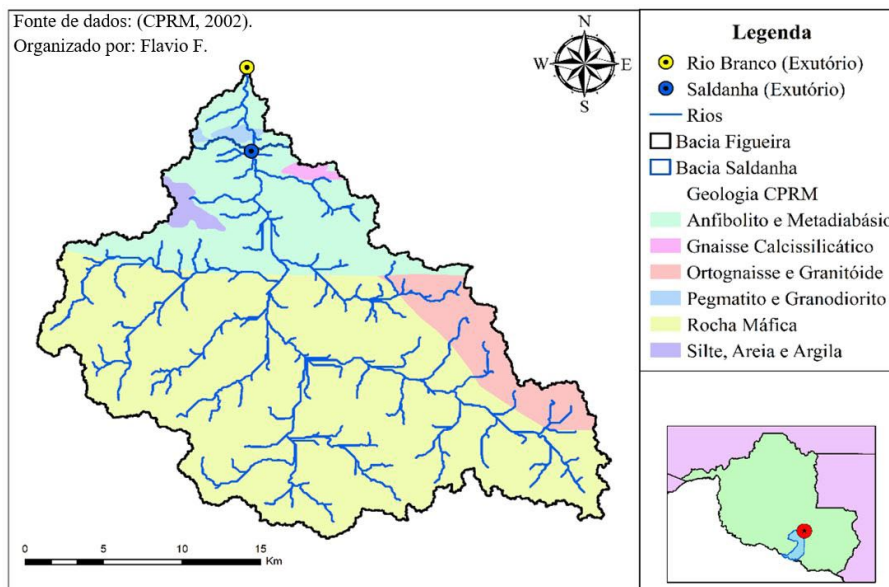 Fonte de dados: (CPRM, 2002).
Organizado por: Flavio F.
N
W
E
S
0
5
10
15
Km
Legenda
Rio Branco (Exutório)
Saldanha (Exutório)
Rios
Bacia Figueira
Bacia Saldanha
Geologia CPRM
Anfibolito e Metadiabásio
Gnaisse Calcissilicático
Ortognaisse e Granitóide
Pegmatito e Granodiorito
Rocha Máfica
Silte, Areia e Argila